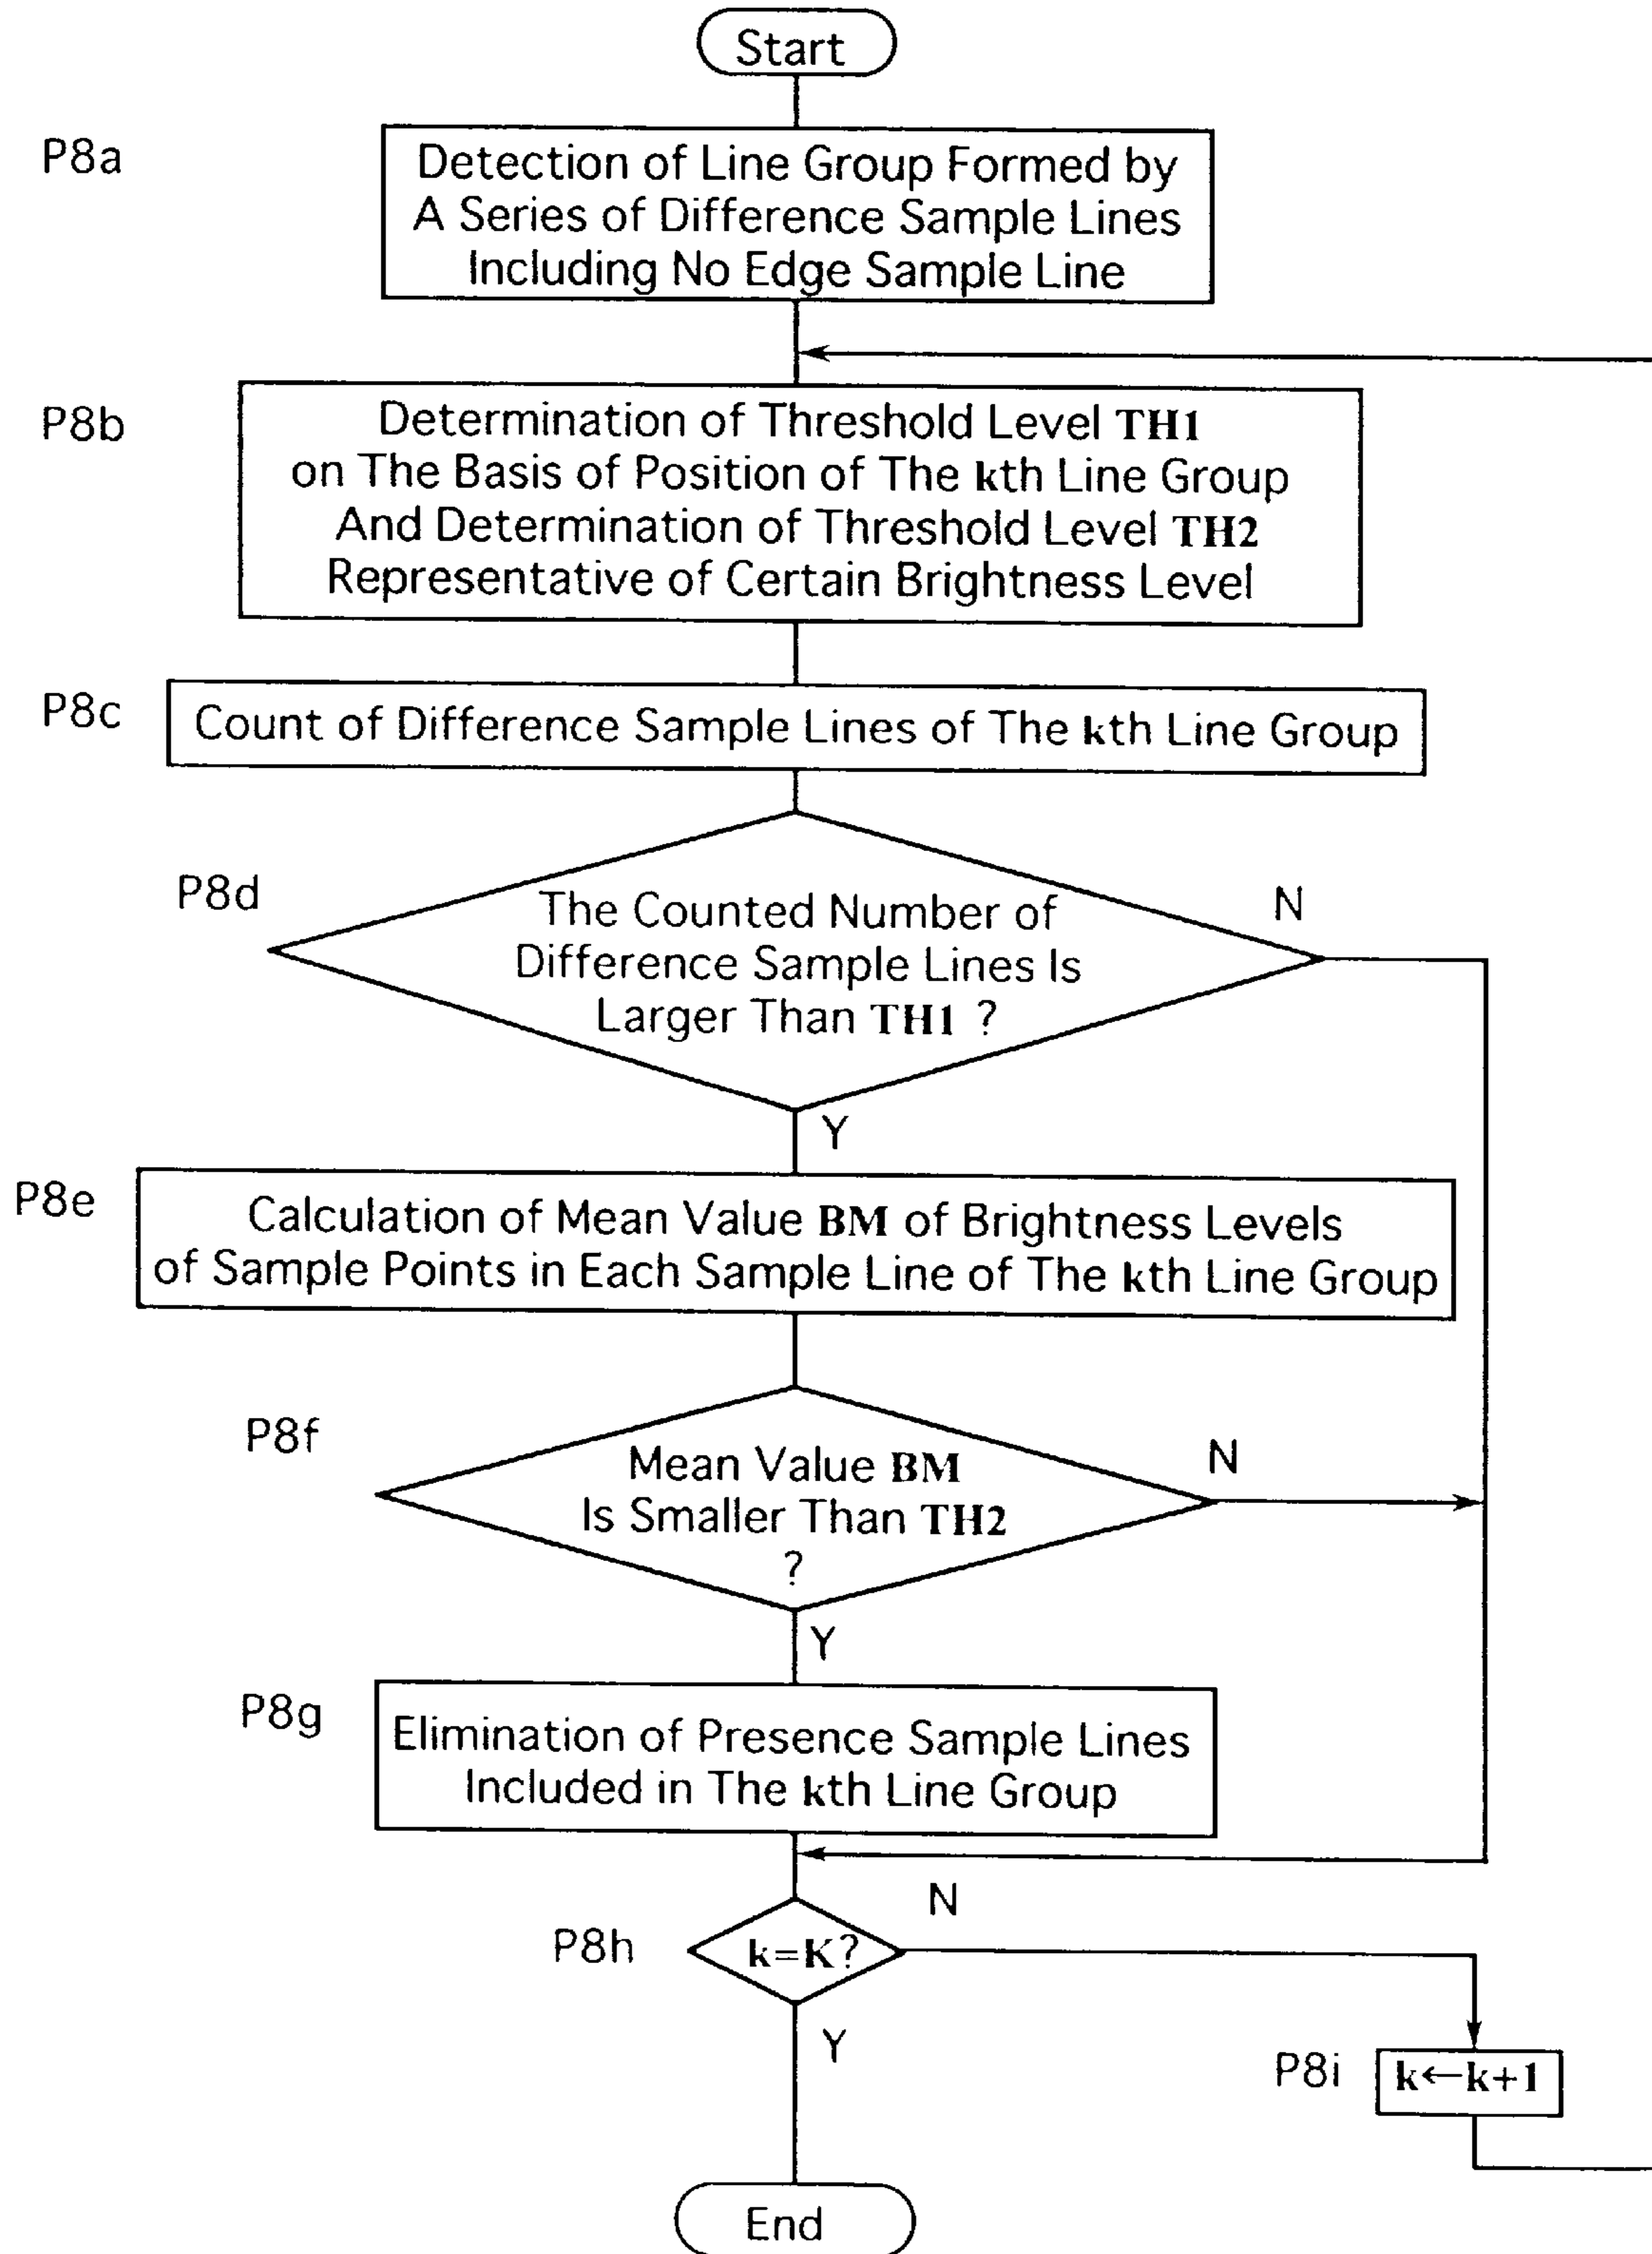 Start
P8a
Detection of Line Group Formed by
A Series of Difference Sample Lines
Including No Edge Sample Line
P8b
Determination of Threshold Level TH1
on The Basis of Position of The kth Line Group
And Determination of Threshold Level TH2
Representative of Certain Brightness Level
P8c
Count of Difference Sample Lines of The kth Line Group
P8d
The Counted Number of
Difference Sample Lines Is
Larger Than TH1 ?
N
Y
P8e
Calculation of Mean Value BM of Brightness Levels
of Sample Points in Each Sample Line of The kth Line Group
P8f
Mean Value BM
Is Smaller Than TH2
?
N
Y
P8g
Elimination of Presence Sample Lines
Included in The kth Line Group
P8h
k=K?
N
Y
P8i
k←k+1
End